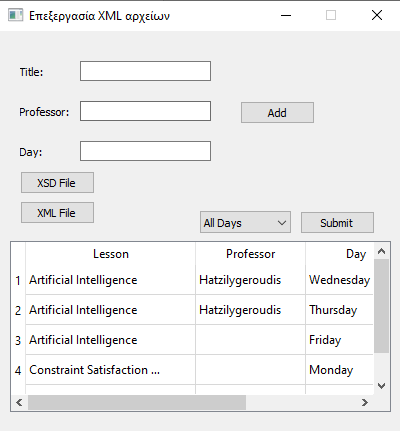 Επεξεργασία XML αρχείων
Title:
Professor:
Add
Day:
XSD File
XML File
All Days
Submit
Lesson Professor Day
1 Artificial Intelligence Hatzilygeroudis Wednesday
2 Artificial Intelligence Hatzilygeroudis Thursday
3 Artificial Intelligence Friday
4 Constraint Satisfaction ... Monday